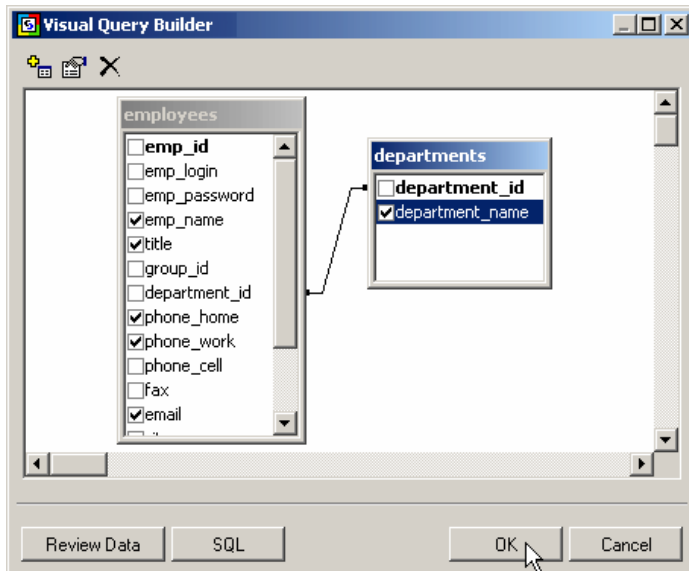 Visual Query Builder
employees
emp_id
emp_login
emp_password
emp_name
title
group_id
department_id
phone_home
phone_work
phone_cell
fax
email
departments
department_id
department_name
Review Data
SQL
OK
Cancel